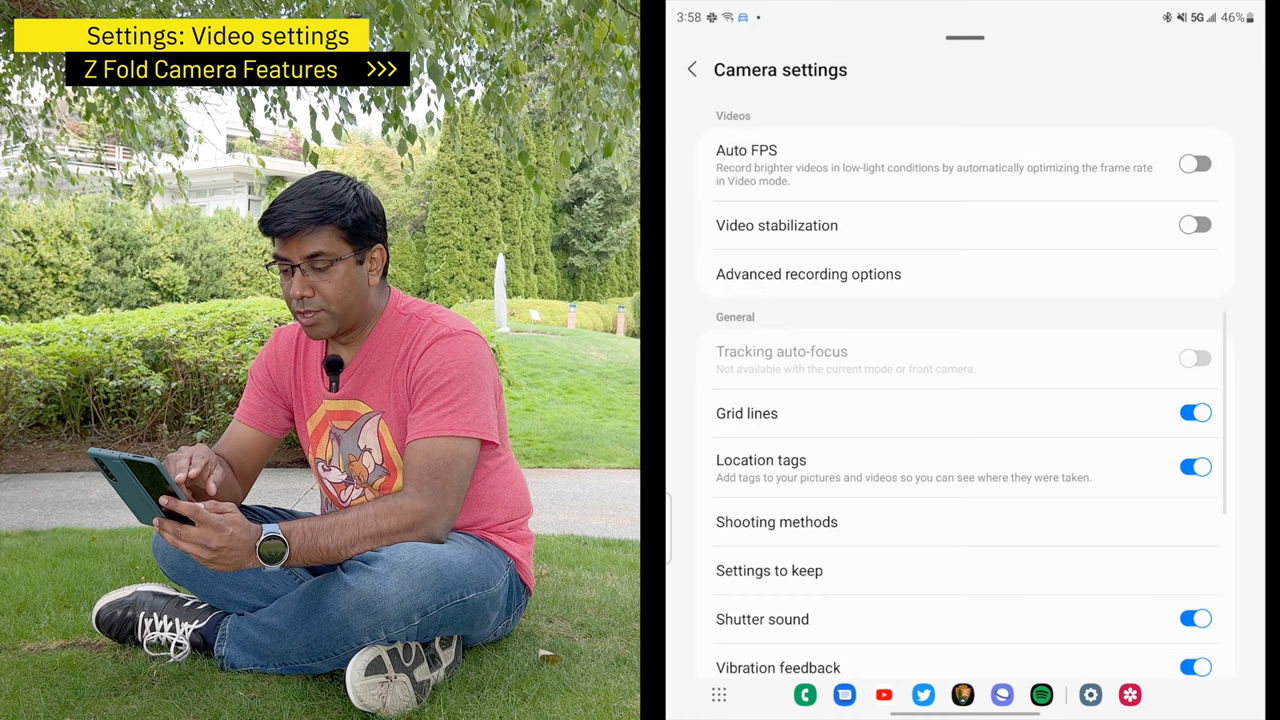 Settings: Video settings
Z Fold Camera Features >>>
3:58
5G 46%
Camera settings
Videos
Auto FPS
Record brighter videos in low-light conditions by automatically optimizing the frame rate
in Video mode.
Video stabilization
Advanced recording options
General
Tracking auto-focus
Not available with the current mode or front camera.
Grid lines
Location tags
Add tags to your pictures and videos so you can see where they were taken.
Shooting methods
Settings to keep
Shutter sound
Vibration feedback